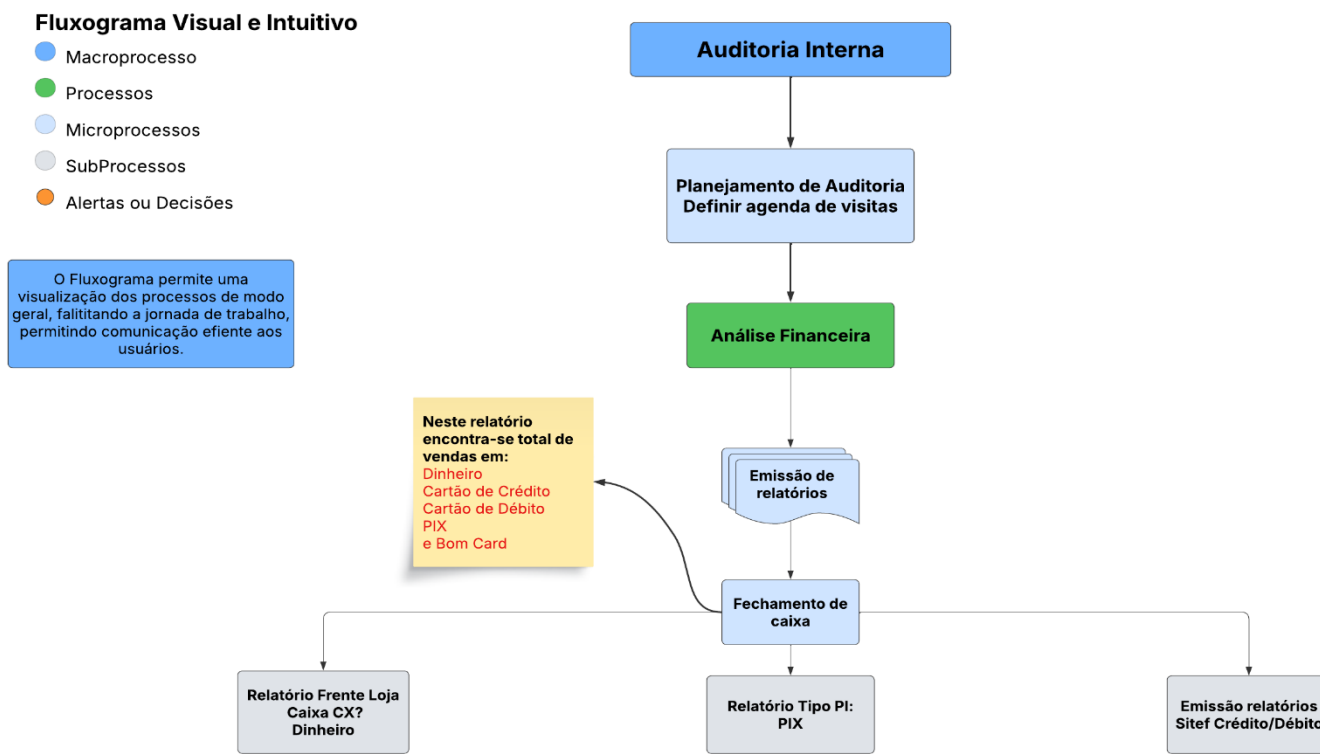 Fluxograma Visual e Intuitivo
Macroprocesso
Processos
Microprocessos
SubProcessos
Alertas ou Decisões
O Fluxograma permite uma
visualização dos processos de modo
geral, falititando a jornada de trabalho,
permitindo comunicação efiente aos
usuários.
Auditoria Interna
Planejamento de Auditoria
Definir agenda de visitas
Análise Financeira
Neste relatório
encontra-se total de
vendas em:
Dinheiro
Cartão de Crédito
Cartão de Débito
PIX
e Bom Card
Emissão de
relatórios
Fechamento de
caixa
Relatório Frente Loja
Caixa CX?
Dinheiro
Relatório Tipo PI:
PIX
Emissão relatórios
Sitef Crédito/Débito